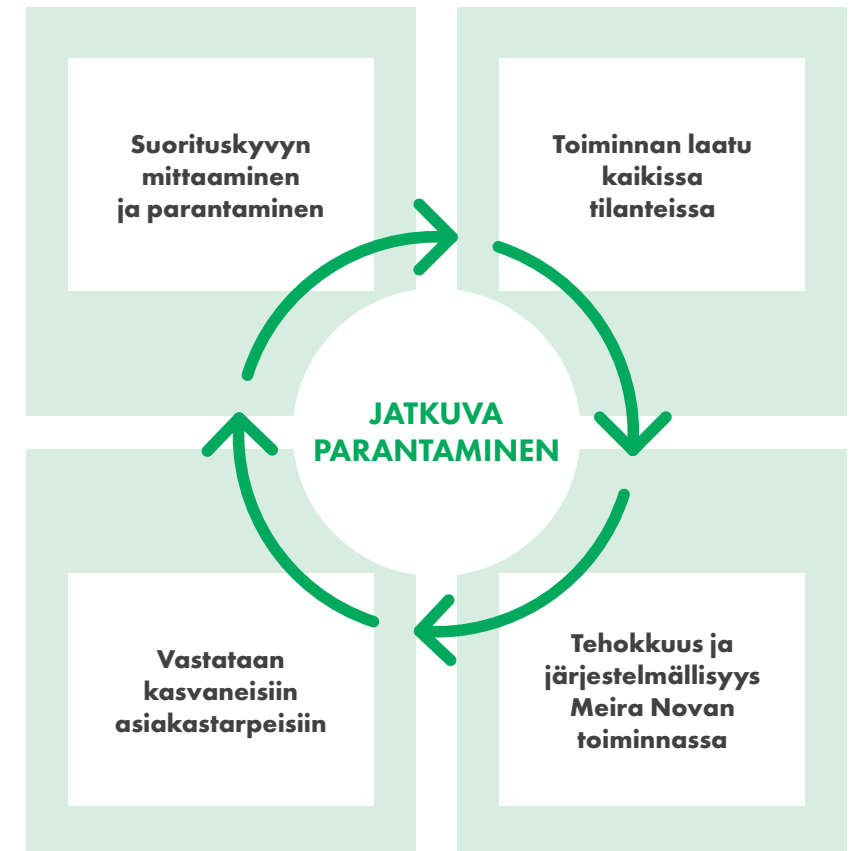 Suorituskyvyn
mittaaminen
ja parantaminen
Toiminnan laatu
kaikissa
tilanteissa
JATKUVA
PARANTAMINEN
Vastataan
kasvaneisiin
asiakastarpeisiin
Tehokkuus ja
järjestelmällisyys
Meira Novan
toiminnassa